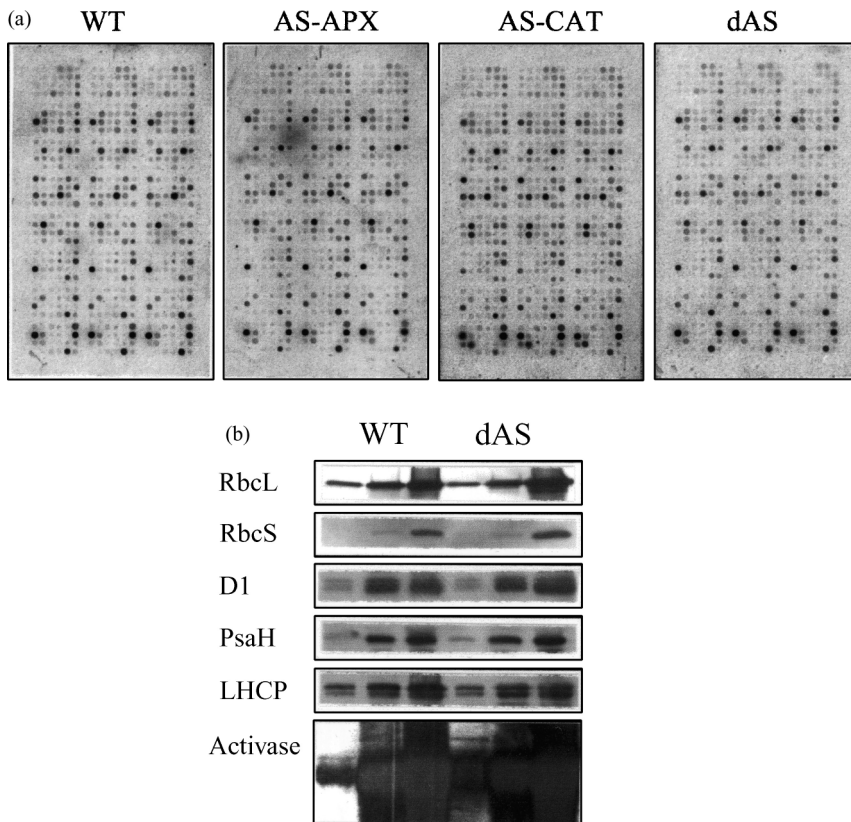 (a) WT AS-APX AS-CAT dAS
(b) WT dAS
RbcL
RbcS
D1
PsaH
LHCP
Activase